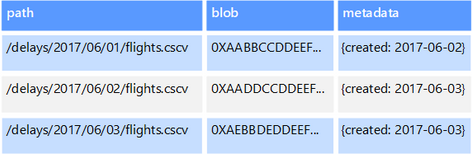 path blob metadata
/delays/2017/06/01/flights.cscv 0XAABBCCDDEEF... {created: 2017-06-02}
/delays/2017/06/02/flights.cscv 0XAADDCCDDEEF... {created: 2017-06-03}
/delays/2017/06/03/flights.cscv 0XAEBBDEDDEEF... {created: 2017-06-03}